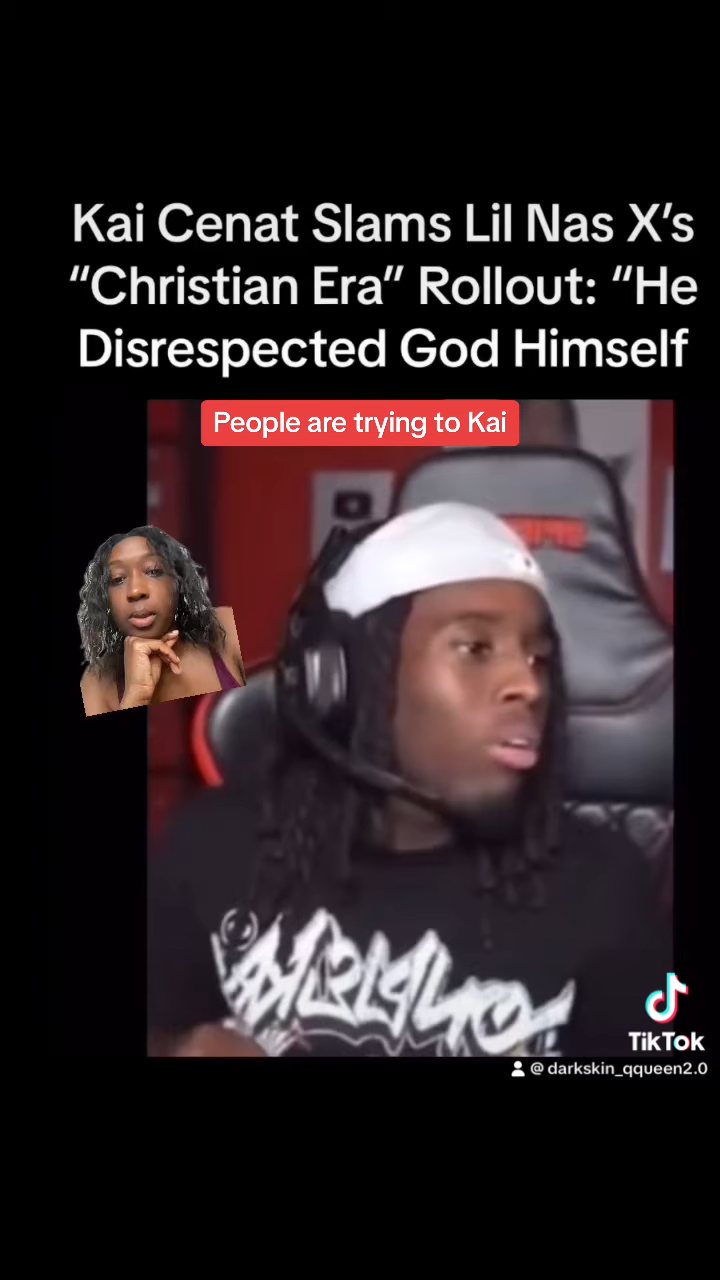 Kai Cenat Slams Lil Nas X's
“Christian Era” Rollout: “He
Disrespected God Himself
People are trying to Kai
TikTok
@darkskin_qqueen2.0